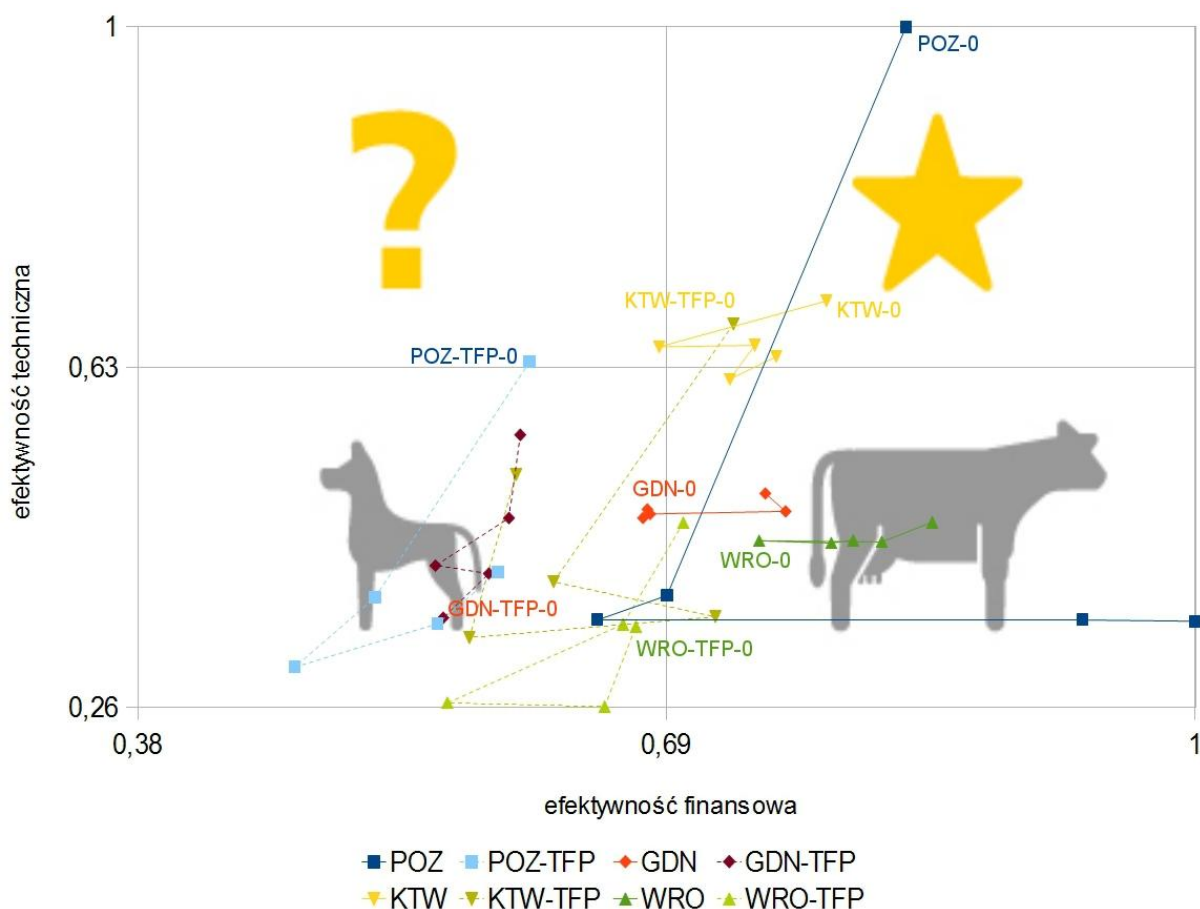 1
POZ-0
?
KTW-TFP-0
KTW-0
POZ-TFP-0
0,63
efektywność techniczna
GDN-0
WRO-0
GDN-TFP-0
WRO-TFP-0
0,26
0,38
0,69
1
efektywność finansowa
POZ POZ-TFP GDN GDN-TFP
KTW KTW-TFP WRO WRO-TFP